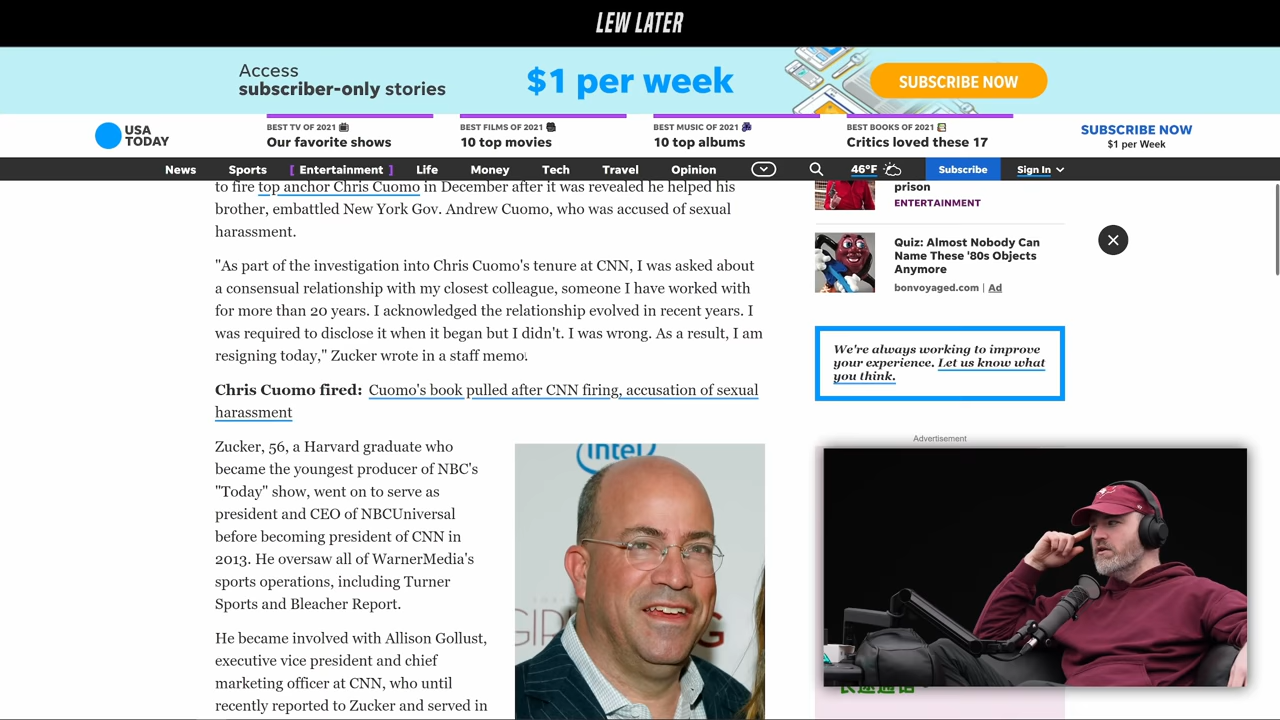 LEW LATER
Access
subscriber-only stories
$1 per week
SUBSCRIBE NOW
USA
TODAY
BEST TV OF 2021
Our favorite shows
BEST FILMS OF 2021
10 top movies
BEST MUSIC OF 2021
10 top albums
BEST BOOKS OF 2021
Critics loved these 17
SUBSCRIBE NOW
$1 per Week
News
Sports
[ Entertainment ]
Life
Money
Tech
Travel
Opinion
46°F
Subscribe
Sign In
to fire top anchor Chris Cuomo in December after it was revealed he helped his
brother, embattled New York Gov. Andrew Cuomo, who was accused of sexual
harassment.
"As part of the investigation into Chris Cuomo's tenure at CNN, I was asked about
a consensual relationship with my closest colleague, someone I have worked with
for more than 20 years. I acknowledged the relationship evolved in recent years. I
was required to disclose it when it began but I didn't. I was wrong. As a result, I am
resigning today," Zucker wrote in a staff memo.
Chris Cuomo fired: Cuomo's book pulled after CNN firing, accusation of sexual
harassment
Zucker, 56, a Harvard graduate who
became the youngest producer of NBC's
"Today" show, went on to serve as
president and CEO of NBCUniversal
before becoming president of CNN in
2013. He oversaw all of WarnerMedia's
sports operations, including Turner
Sports and Bleacher Report.
He became involved with Allison Gollust,
executive vice president and chief
marketing officer at CNN, who until
recently reported to Zucker and served in
intel
prison
ENTERTAINMENT
Quiz: Almost Nobody Can
Name These '80s Objects
Anymore
bonvoyaged.com | Ad
We're always working to improve
your experience. Let us know what
you think.
Advertisement